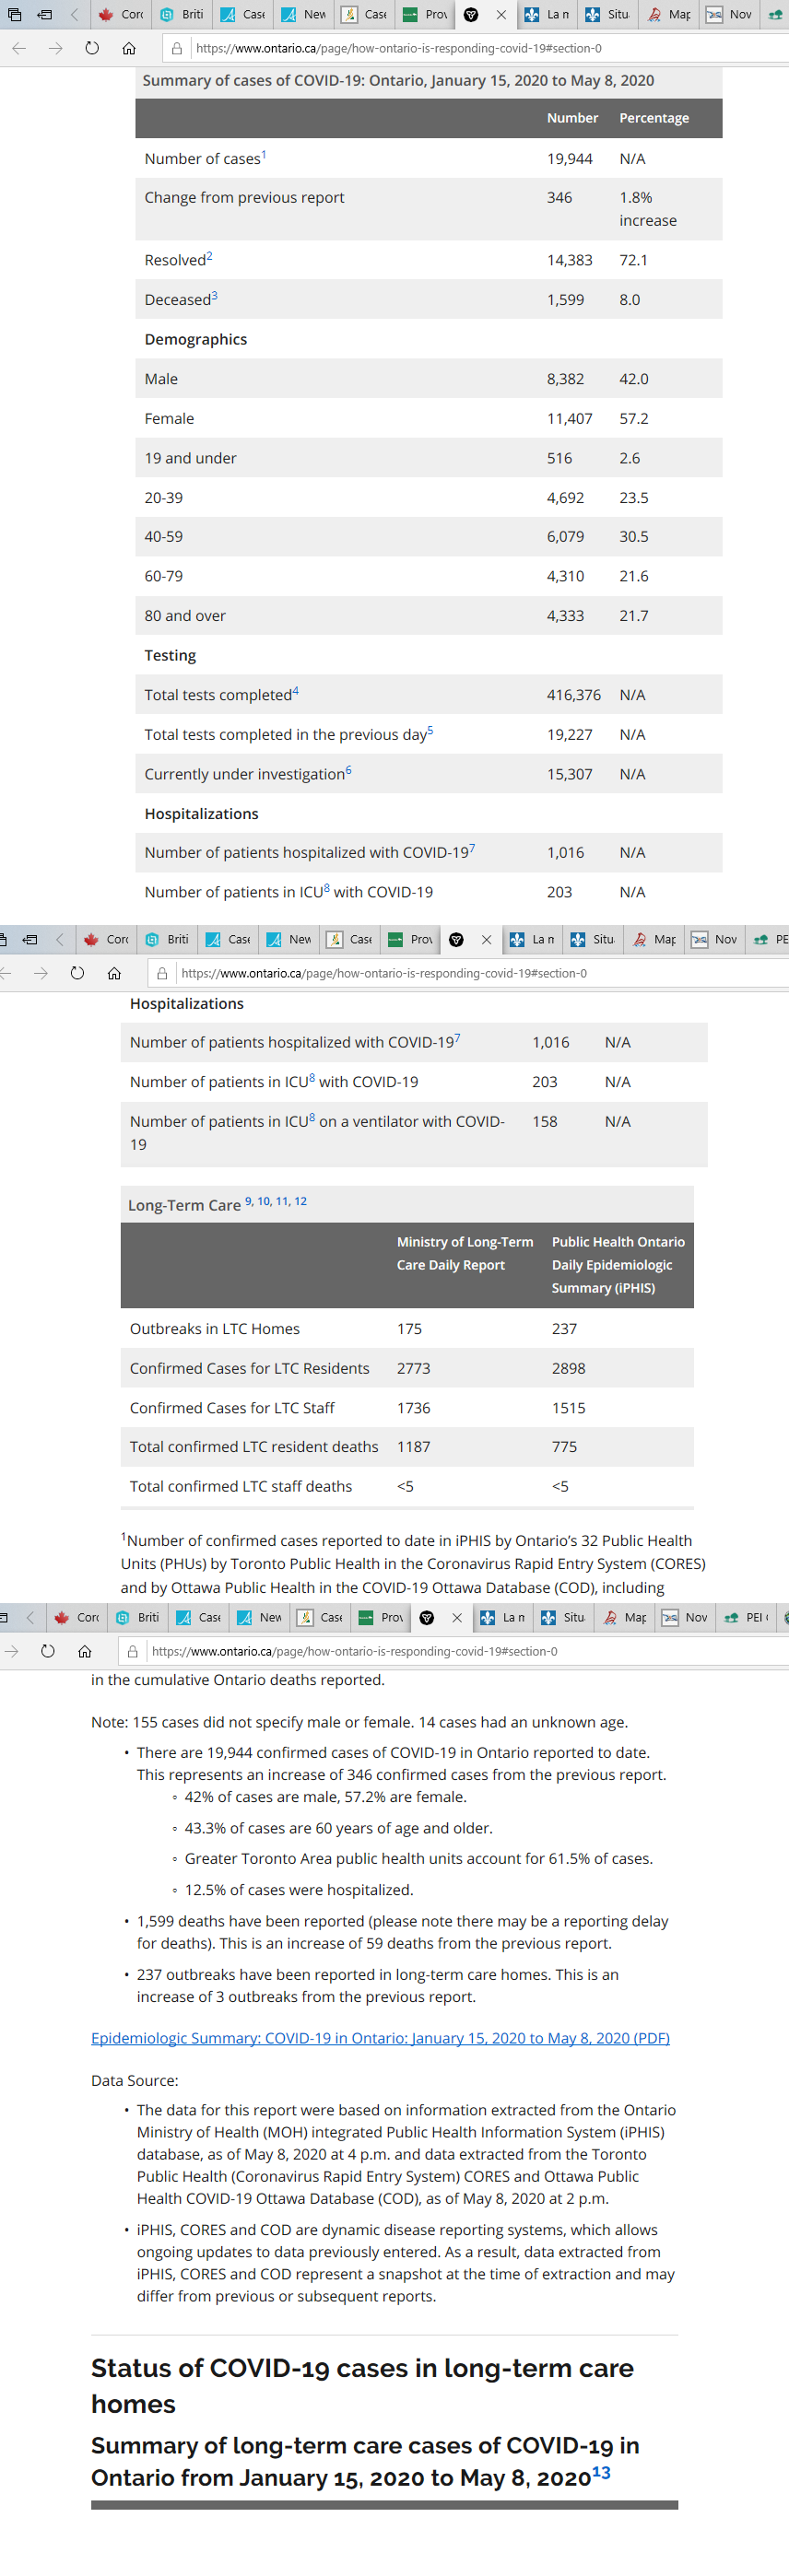 Corc Briti Case New Case Prov La n Situ Map Nov
https://www.ontario.ca/page/how-ontario-is-responding-covid-19#section-0
Summary of cases of COVID-19: Ontario, January 15, 2020 to May 8, 2020
Number Percentage
Number of cases1 19,944 N/A
Change from previous report 346 1.8%
increase
Resolved2 14,383 72.1
Deceased3 1,599 8.0
Demographics
Male 8,382 42.0
Female 11,407 57.2
19 and under 516 2.6
20-39 4,692 23.5
40-59 6,079 30.5
60-79 4,310 21.6
80 and over 4,333 21.7
Testing
Total tests completed4 416,376 N/A
Total tests completed in the previous day5 19,227 N/A
Currently under investigation6 15,307 N/A
Hospitalizations
Number of patients hospitalized with COVID-197 1,016 N/A
Number of patients in ICU8 with COVID-19 203 N/A
Corc Briti Case New Case Prov La n Situ Map Nov PE
https://www.ontario.ca/page/how-ontario-is-responding-covid-19#section-0
Hospitalizations
Number of patients hospitalized with COVID-197 1,016 N/A
Number of patients in ICU8 with COVID-19 203 N/A
Number of patients in ICU8 on a ventilator with COVID- 158 N/A
19
Long-Term Care 9, 10, 11, 12
Ministry of Long-Term Public Health Ontario
Care Daily Report Daily Epidemiologic
Summary (iPHIS)
Outbreaks in LTC Homes 175 237
Confirmed Cases for LTC Residents 2773 2898
Confirmed Cases for LTC Staff 1736 1515
Total confirmed LTC resident deaths 1187 775
Total confirmed LTC staff deaths <5 <5
1Number of confirmed cases reported to date in iPHIS by Ontario's 32 Public Health
Units (PHUs) by Toronto Public Health in the Coronavirus Rapid Entry System (CORES)
and by Ottawa Public Health in the COVID-19 Ottawa Database (COD), including
Corc Briti Case New Case Prov La n Situ Map Nov PEI
https://www.ontario.ca/page/how-ontario-is-responding-covid-19#section-0
in the cumulative Ontario deaths reported.
Note: 155 cases did not specify male or female. 14 cases had an unknown age.
• There are 19,944 confirmed cases of COVID-19 in Ontario reported to date.
This represents an increase of 346 confirmed cases from the previous report.
◦ 42% of cases are male, 57.2% are female.
◦ 43.3% of cases are 60 years of age and older.
◦ Greater Toronto Area public health units account for 61.5% of cases.
◦ 12.5% of cases were hospitalized.
• 1,599 deaths have been reported (please note there may be a reporting delay
for deaths). This is an increase of 59 deaths from the previous report.
• 237 outbreaks have been reported in long-term care homes. This is an
increase of 3 outbreaks from the previous report.
Epidemiologic Summary: COVID-19 in Ontario: January 15, 2020 to May 8, 2020 (PDF)
Data Source:
• The data for this report were based on information extracted from the Ontario
Ministry of Health (MOH) integrated Public Health Information System (iPHIS)
database, as of May 8, 2020 at 4 p.m. and data extracted from the Toronto
Public Health (Coronavirus Rapid Entry System) CORES and Ottawa Public
Health COVID-19 Ottawa Database (COD), as of May 8, 2020 at 2 p.m.
• iPHIS, CORES and COD are dynamic disease reporting systems, which allows
ongoing updates to data previously entered. As a result, data extracted from
iPHIS, CORES and COD represent a snapshot at the time of extraction and may
differ from previous or subsequent reports.
Status of COVID-19 cases in long-term care
homes
Summary of long-term care cases of COVID-19 in
Ontario from January 15, 2020 to May 8, 202013